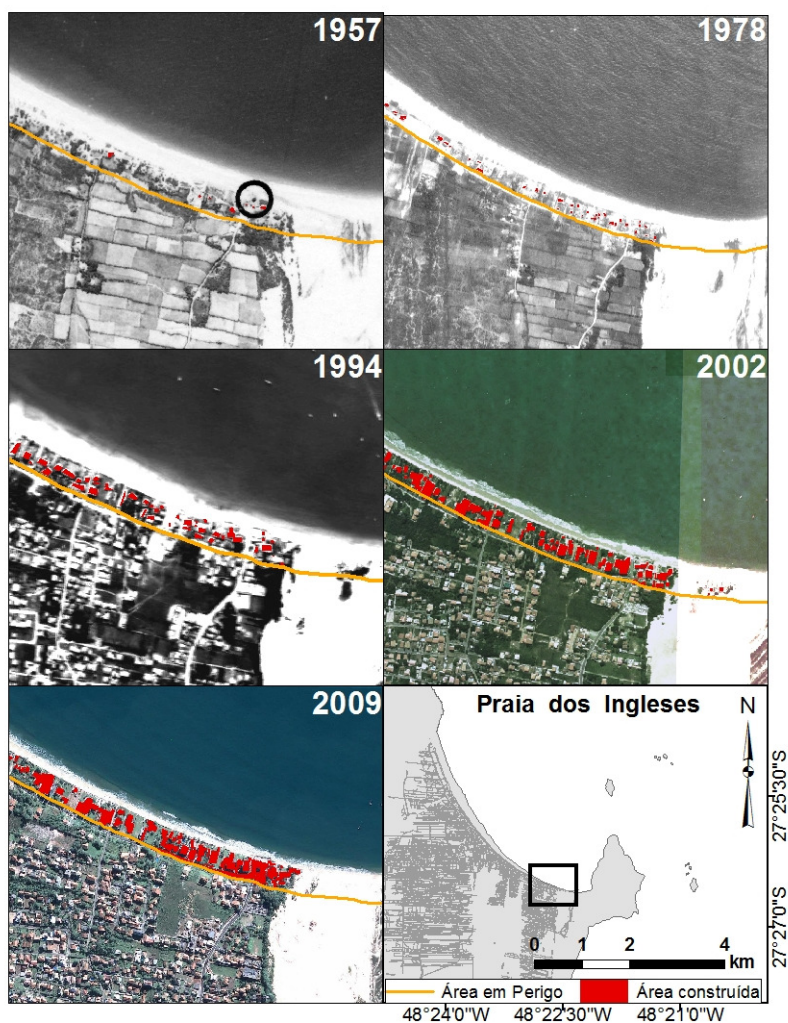 1957
1978
1994
2002
2009
Praia dos Ingleses
N
27°25'30"S
27°27'0"S
0 1 2 4
km
Área em Perigo
Área construída
48°24'0"W 48°22'30"W 48°21'0"W